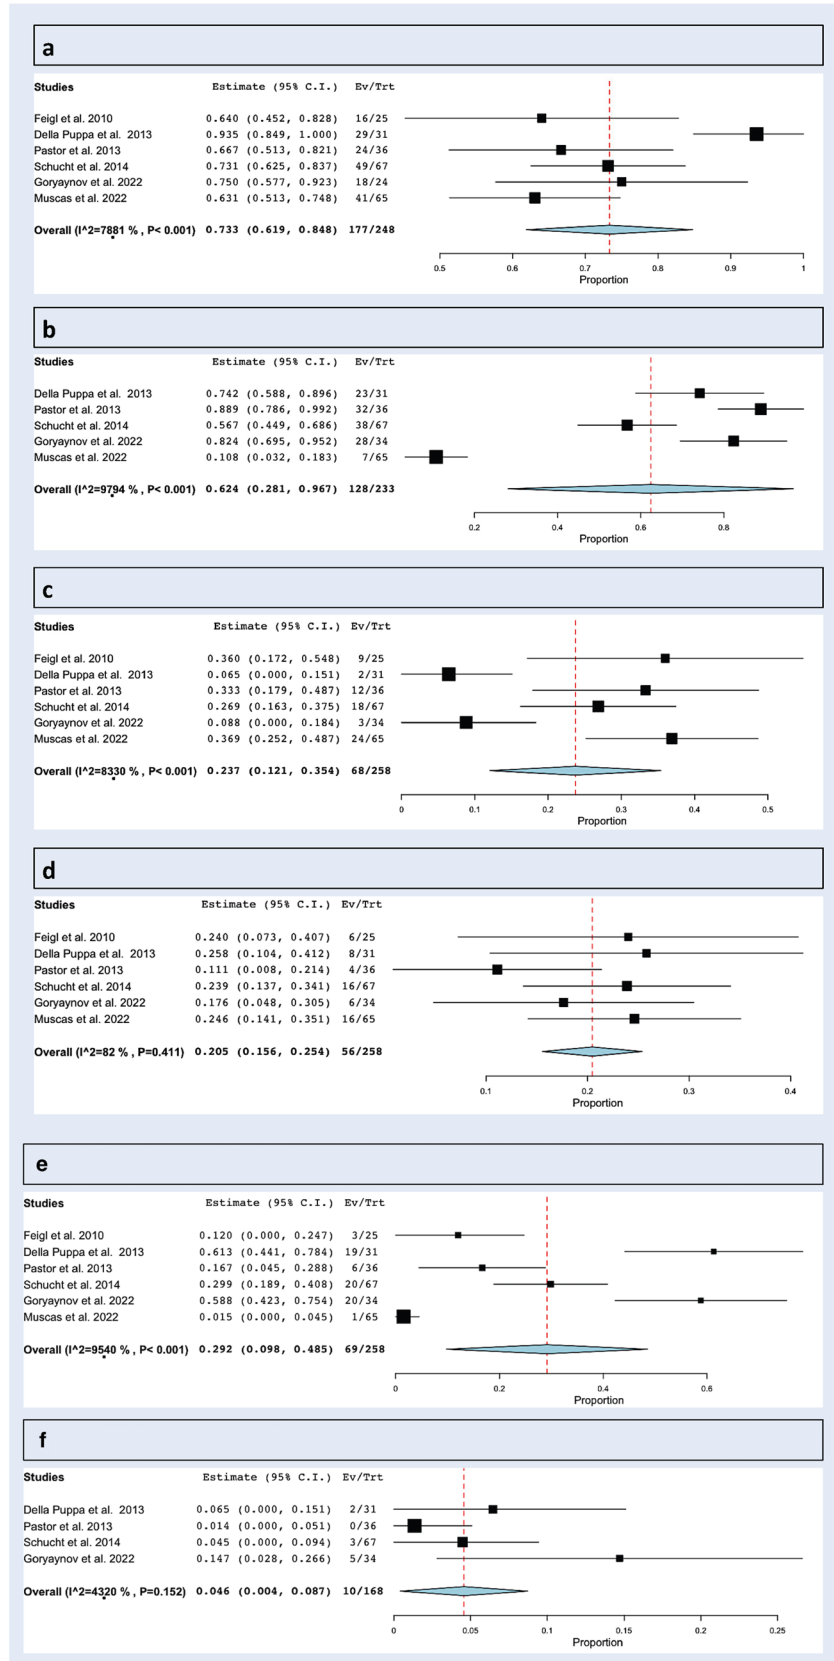 a
Studies Estimate (95% C.I.) Ev/Trt
Feigl et al. 2010 0.640 (0.452, 0.828) 16/25
Della Puppa et al. 2013 0.935 (0.849, 1.000) 29/31
Pastor et al. 2013 0.667 (0.513, 0.821) 24/36
Schucht et al. 2014 0.731 (0.625, 0.837) 49/67
Goryaynov et al. 2022 0.750 (0.577, 0.923) 18/24
Muscas et al. 2022 0.631 (0.513, 0.748) 41/65
Overall (I^2=7881 % , P< 0.001) 0.733 (0.619, 0.848) 177/248
0.5 0.6 0.7 0.8 0.9 1
Proportion
b
Studies Estimate (95% C.I.) Ev/Trt
Della Puppa et al. 2013 0.742 (0.588, 0.896) 23/31
Pastor et al. 2013 0.889 (0.786, 0.992) 32/36
Schucht et al. 2014 0.567 (0.449, 0.686) 38/67
Goryaynov et al. 2022 0.824 (0.695, 0.952) 28/34
Muscas et al. 2022 0.108 (0.032, 0.183) 7/65
Overall (I^2=9794 % , P< 0.001) 0.624 (0.281, 0.967) 128/233
0.2 0.4 0.6 0.8
Proportion
c
Studies Estimate (95% C.I.) Ev/Trt
Feigl et al. 2010 0.360 (0.172, 0.548) 9/25
Della Puppa et al. 2013 0.065 (0.000, 0.151) 2/31
Pastor et al. 2013 0.333 (0.179, 0.487) 12/36
Schucht et al. 2014 0.269 (0.163, 0.375) 18/67
Goryaynov et al. 2022 0.088 (0.000, 0.184) 3/34
Muscas et al. 2022 0.369 (0.252, 0.487) 24/65
Overall (I^2=8330 % , P< 0.001) 0.237 (0.121, 0.354) 68/258
0 0.1 0.2 0.3 0.4 0.5
Proportion
d
Studies Estimate (95% C.I.) Ev/Trt
Feigl et al. 2010 0.240 (0.073, 0.407) 6/25
Della Puppa et al. 2013 0.258 (0.104, 0.412) 8/31
Pastor et al. 2013 0.111 (0.008, 0.214) 4/36
Schucht et al. 2014 0.239 (0.137, 0.341) 16/67
Goryaynov et al. 2022 0.176 (0.048, 0.305) 6/34
Muscas et al. 2022 0.246 (0.141, 0.351) 16/65
Overall (I^2=82 % , P=0.411) 0.205 (0.156, 0.254) 56/258
0.1 0.2 0.3 0.4
Proportion
e
Studies Estimate (95% C.I.) Ev/Trt
Feigl et al. 2010 0.120 (0.000, 0.247) 3/25
Della Puppa et al. 2013 0.613 (0.441, 0.784) 19/31
Pastor et al. 2013 0.167 (0.045, 0.288) 6/36
Schucht et al. 2014 0.299 (0.189, 0.408) 20/67
Goryaynov et al. 2022 0.588 (0.423, 0.754) 20/34
Muscas et al. 2022 0.015 (0.000, 0.045) 1/65
Overall (I^2=9540 % , P< 0.001) 0.292 (0.098, 0.485) 69/258
0 0.2 0.4 0.6
Proportion
f
Studies Estimate (95% C.I.) Ev/Trt
Della Puppa et al. 2013 0.065 (0.000, 0.151) 2/31
Pastor et al. 2013 0.014 (0.000, 0.051) 0/36
Schucht et al. 2014 0.045 (0.000, 0.094) 3/67
Goryaynov et al. 2022 0.147 (0.028, 0.266) 5/34
Overall (I^2=4320 % , P=0.152) 0.046 (0.004, 0.087) 10/168
0 0.05 0.1 0.15 0.2 0.25
Proportion